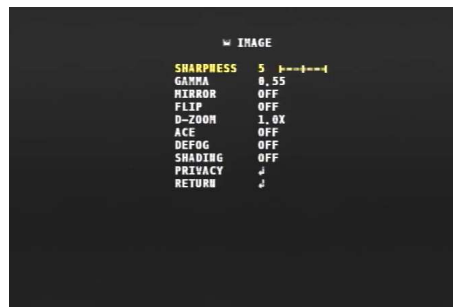 IMAGE
SHARPNESS 5
GAMMA 0.55
MIRROR OFF
FLIP OFF
D-ZOOM 1.0X
ACE OFF
DEFOG OFF
SHADING OFF
PRIVACY ↲
RETURN ↲